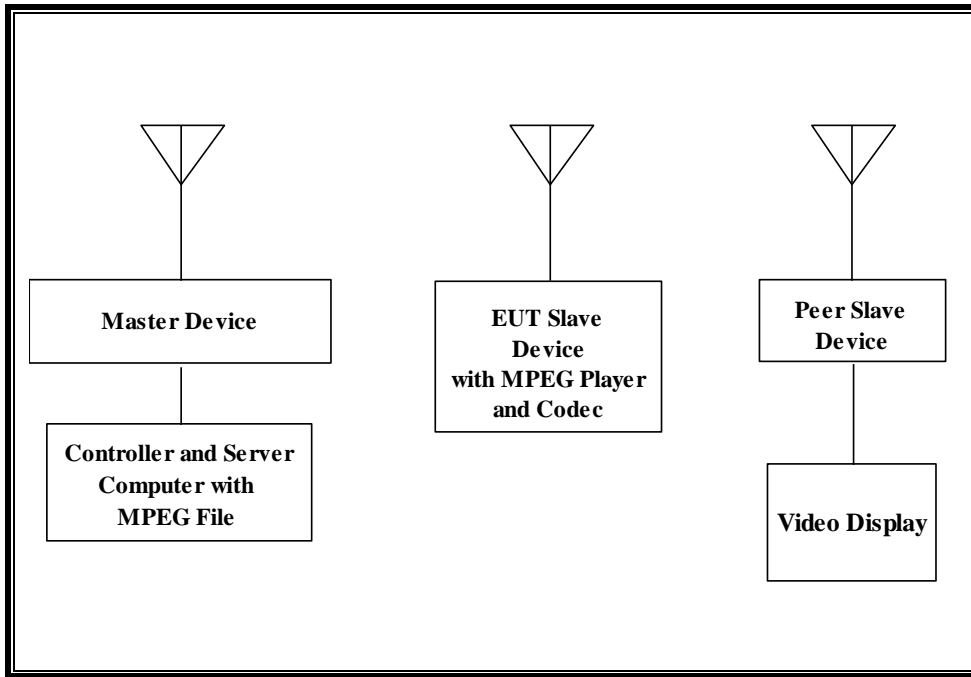 Master Device
Controller and Server
Computer with
MPEG File
EUT Slave
Device
with MPEG Player
and Codec
Peer Slave
Device
Video Display